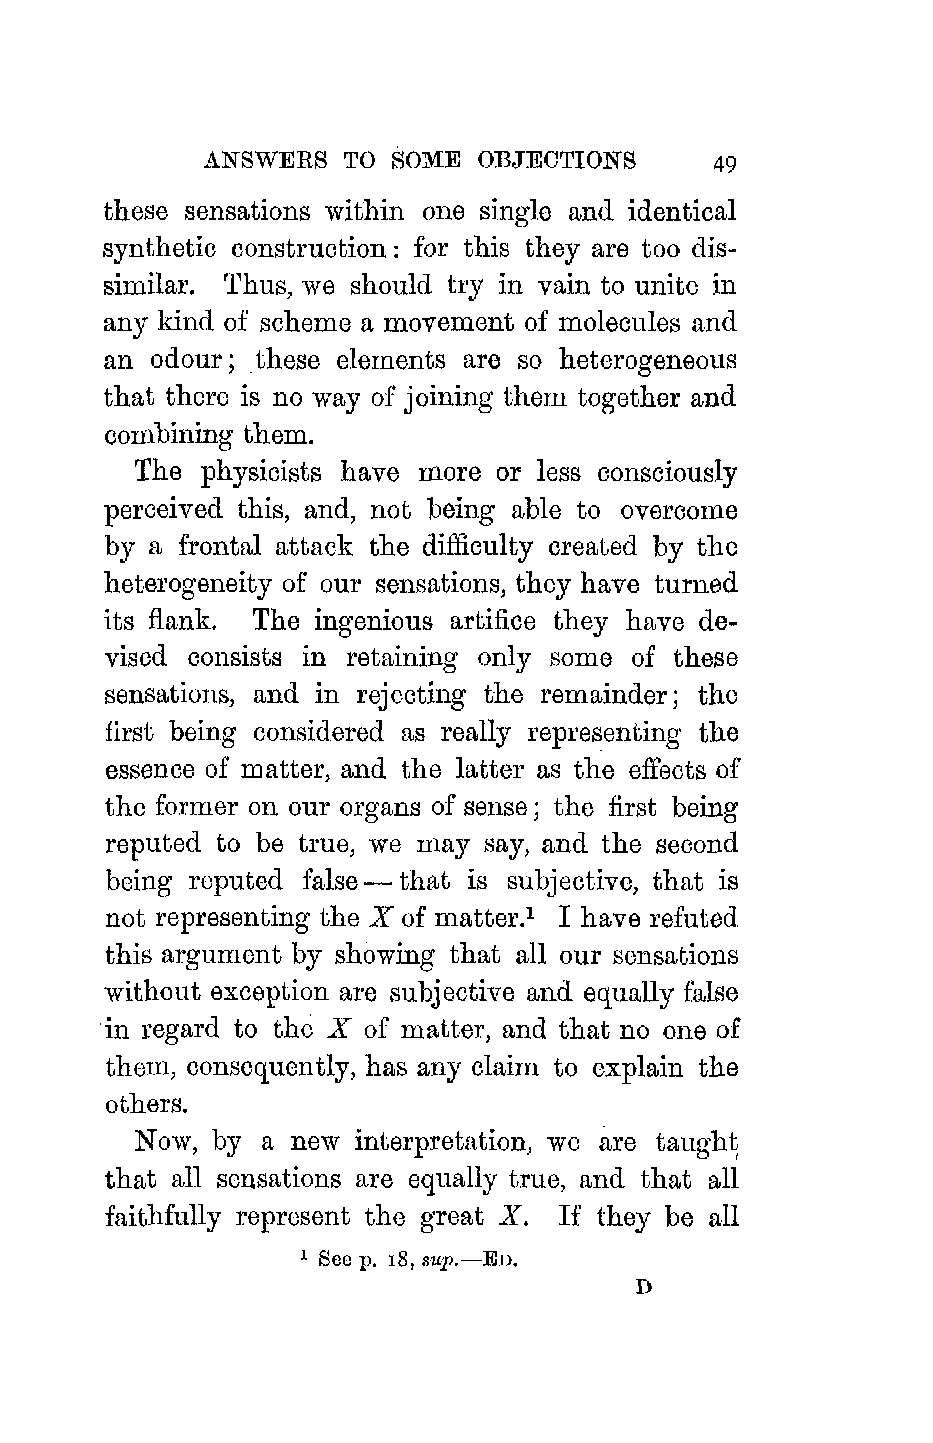 ANSWERS TO SOME OBJECTIONS 49
these sensations within one single and identical
synthetic construction: for this they are too dis-
similar. Thus, we should try in vain to unite in
any kind of scheme a movement of molecules and
an odour; these elements are so heterogeneous
that there is no way of joining them together and
combining them.
The physicists have more or less consciously
perceived this, and, not being able to overcome
by a frontal attack the difficulty created by the
heterogeneity of our sensations, they have turned
its flank. The ingenious artifice they have de-
vised consists in retaining only some of these
sensations, and in rejecting the remainder; the
first being considered as really representing the
essence of matter, and the latter as the effects of
the former on our organs of sense; the first being
reputed to be true, we may say, and the second
being reputed false — that is subjective, that is
not representing the X of matter.¹ I have refuted
this argument by showing that all our sensations
without exception are subjective and equally false
in regard to the X of matter, and that no one of
them, consequently, has any claim to explain the
others.
Now, by a new interpretation, we are taught
that all sensations are equally true, and that all
faithfully represent the great X. If they be all
¹ See p. 18, sup.—ED.
D